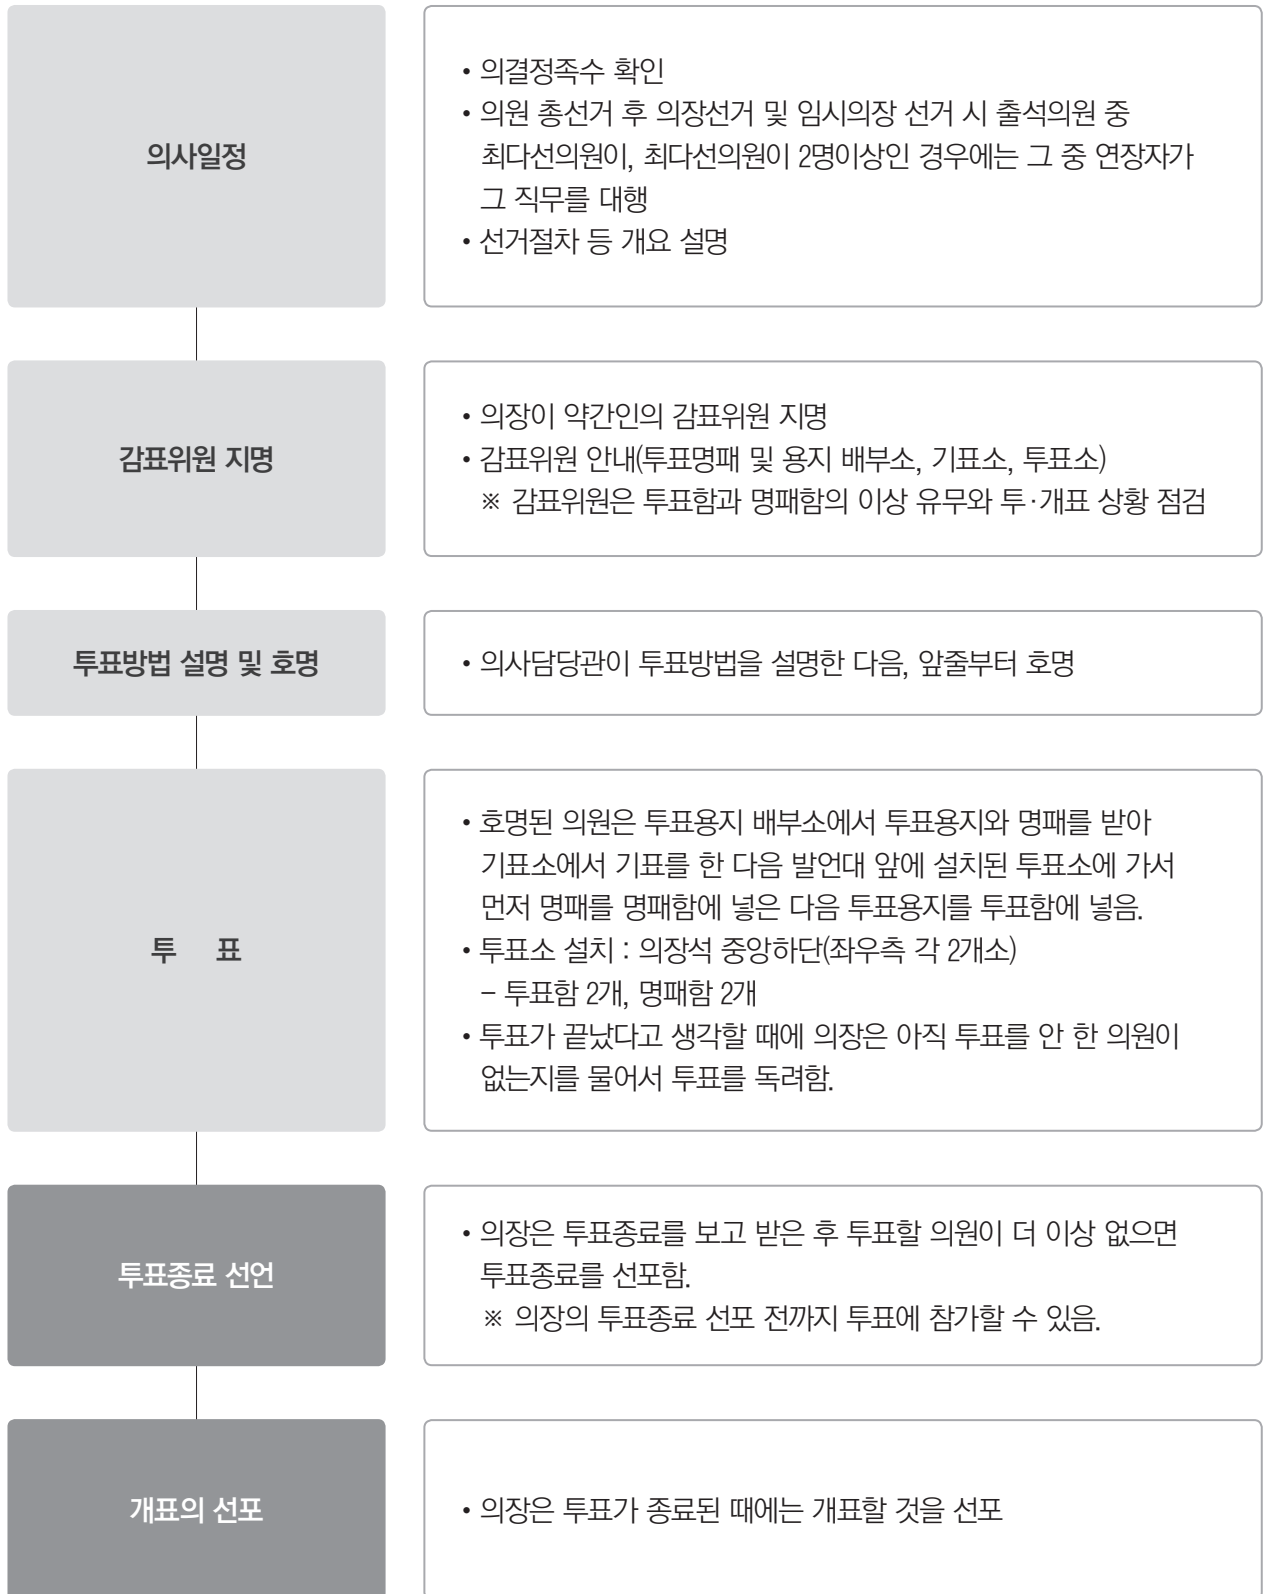 의사일정
• 의결정족수 확인
• 의원 총선거 후 의장선거 및 임시의장 선거 시 출석의원 중
최다선의원이, 최다선의원이 2명이상인 경우에는 그 중 연장자가
그 직무를 대행
• 선거절차 등 개요 설명
감표위원 지명
• 의장이 약간인의 감표위원 지명
• 감표위원 안내(투표명패 및 용지 배부소, 기표소, 투표소)
※ 감표위원은 투표함과 명패함의 이상 유무와 투·개표 상황 점검
투표방법 설명 및 호명
• 의사담당관이 투표방법을 설명한 다음, 앞줄부터 호명
투 표
• 호명된 의원은 투표용지 배부소에서 투표용지와 명패를 받아
기표소에서 기표를 한 다음 발언대 앞에 설치된 투표소에 가서
먼저 명패를 명패함에 넣은 다음 투표용지를 투표함에 넣음.
• 투표소 설치 : 의장석 중앙하단(좌우측 각 2개소)
- 투표함 2개, 명패함 2개
• 투표가 끝났다고 생각할 때에 의장은 아직 투표를 안 한 의원이
없는지를 물어서 투표를 독려함.
투표종료 선언
• 의장은 투표종료를 보고 받은 후 투표할 의원이 더 이상 없으면
투표종료를 선포함.
※ 의장의 투표종료 선포 전까지 투표에 참가할 수 있음.
개표의 선포
• 의장은 투표가 종료된 때에는 개표할 것을 선포